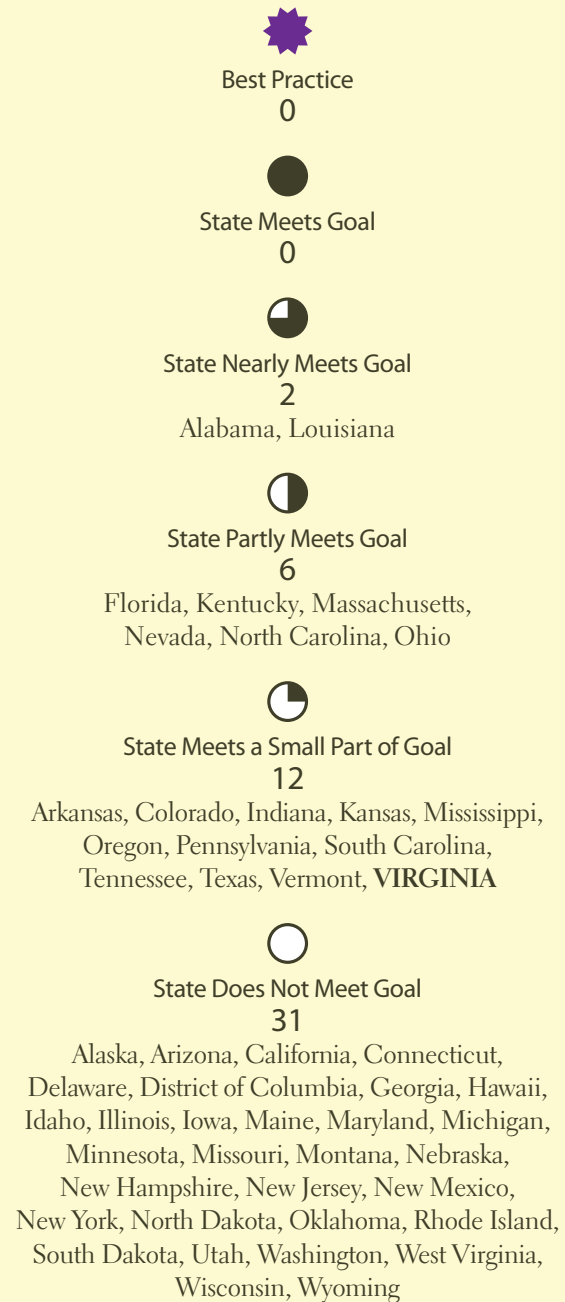 Best Practice
0
State Meets Goal
0
State Nearly Meets Goal
2
Alabama, Louisiana
State Partly Meets Goal
6
Florida, Kentucky, Massachusetts,
Nevada, North Carolina, Ohio
State Meets a Small Part of Goal
12
Arkansas, Colorado, Indiana, Kansas, Mississippi,
Oregon, Pennsylvania, South Carolina,
Tennessee, Texas, Vermont, VIRGINIA
State Does Not Meet Goal
31
Alaska, Arizona, California, Connecticut,
Delaware, District of Columbia, Georgia, Hawaii,
Idaho, Illinois, Iowa, Maine, Maryland, Michigan,
Minnesota, Missouri, Montana, Nebraska,
New Hampshire, New Jersey, New Mexico,
New York, North Dakota, Oklahoma, Rhode Island,
South Dakota, Utah, Washington, West Virginia,
Wisconsin, Wyoming